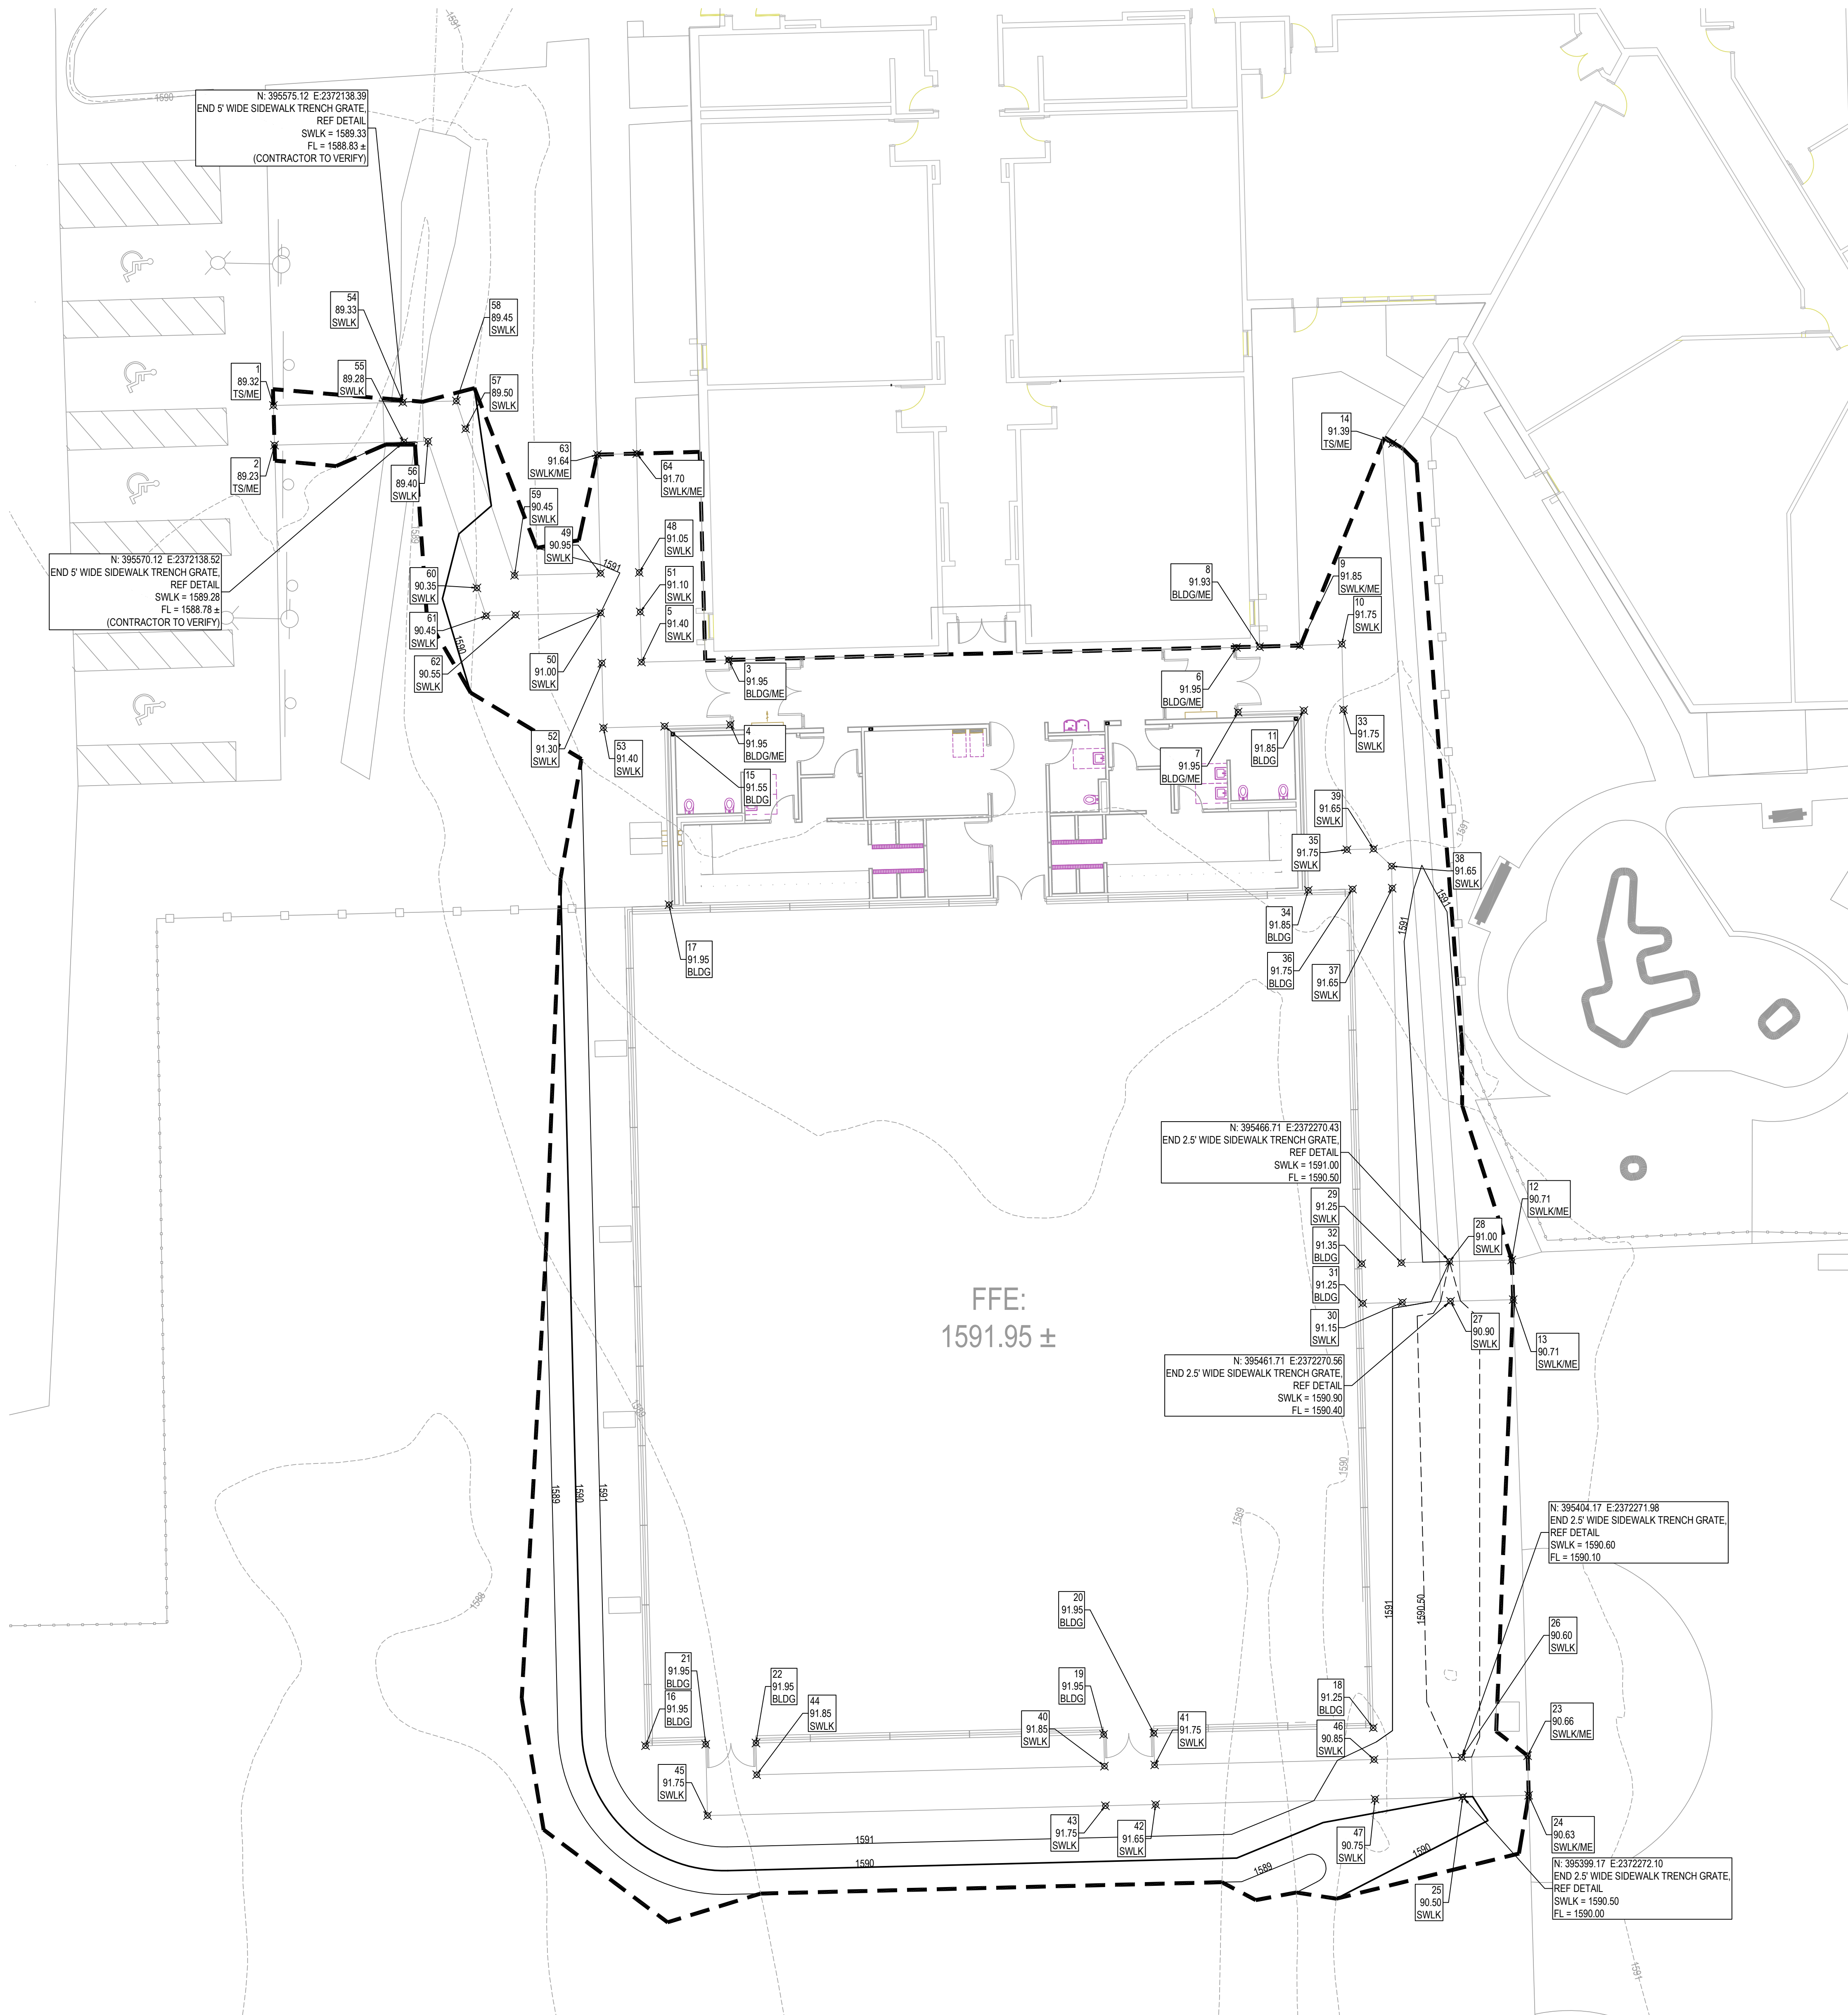 1591
1590
N: 395575.12 E:2372138.39
END 5' WIDE SIDEWALK TRENCH GRATE,
REF DETAIL
SWLK = 1589.33
FL = 1588.83 ±
(CONTRACTOR TO VERIFY)
54
89.33
SWLK
58
89.45
SWLK
1
89.32
TS/ME
55
89.28
SWLK
57
89.50
SWLK
14
91.39
TS/ME
63
91.64
SWLK/ME
64
91.70
SWLK/ME
2
89.23
TS/ME
56
89.40
SWLK
59
90.45
SWLK
49
90.95
SWLK
48
91.05
SWLK
1589
1591
N: 395570.12 E:2372138.52
END 5' WIDE SIDEWALK TRENCH GRATE,
REF DETAIL
SWLK = 1589.28
FL = 1588.78 ±
(CONTRACTOR TO VERIFY)
60
90.35
SWLK
51
91.10
SWLK
8
91.93
BLDG/ME
9
91.85
SWLK/ME
10
91.75
SWLK
61
90.45
SWLK
5
91.40
SWLK
1590
62
90.55
SWLK
50
91.00
SWLK
3
91.95
BLDG/ME
6
91.95
BLDG/ME
52
91.30
SWLK
53
91.40
SWLK
4
91.95
BLDG/ME
15
91.55
BLDG
7
91.95
BLDG/ME
11
91.85
BLDG
33
91.75
SWLK
39
91.65
SWLK
1591
35
91.75
SWLK
38
91.65
SWLK
1591
1591
34
91.85
BLDG
17
91.95
BLDG
36
91.75
BLDG
37
91.65
SWLK
N: 395466.71 E:2372270.43
END 2.5' WIDE SIDEWALK TRENCH GRATE,
REF DETAIL
SWLK = 1591.00
FL = 1590.50
29
91.25
SWLK
12
90.71
SWLK/ME
28
91.00
SWLK
32
91.35
BLDG
31
91.25
BLDG
FFE:
1591.95 ±
30
91.15
SWLK
27
90.90
SWLK
13
90.71
SWLK/ME
N: 395461.71 E:2372270.56
END 2.5' WIDE SIDEWALK TRENCH GRATE,
REF DETAIL
SWLK = 1590.90
FL = 1590.40
1590
1589
1590
1591
1589
N: 395404.17 E:2372271.98
END 2.5' WIDE SIDEWALK TRENCH GRATE,
REF DETAIL
SWLK = 1590.60
FL = 1590.10
1588
1591
1590.50
20
91.95
BLDG
26
90.60
SWLK
21
91.95
BLDG
22
91.95
BLDG
19
91.95
BLDG
18
91.25
BLDG
16
91.95
BLDG
44
91.85
SWLK
40
91.85
SWLK
41
91.75
SWLK
46
90.85
SWLK
23
90.66
SWLK/ME
45
91.75
SWLK
43
91.75
SWLK
42
91.65
SWLK
47
90.75
SWLK
24
90.63
SWLK/ME
1591
1590
1589
1590
N: 395399.17 E:2372272.10
END 2.5' WIDE SIDEWALK TRENCH GRATE,
REF DETAIL
SWLK = 1590.50
FL = 1590.00
25
90.50
SWLK
1591